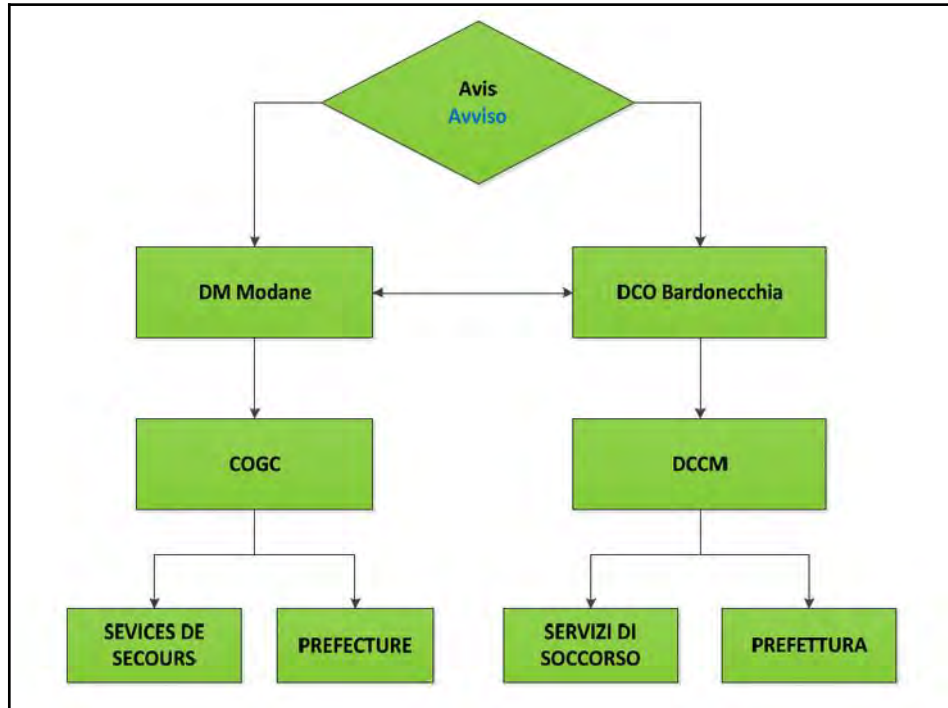 Avis
Avviso
DM Modane
DCO Bardonecchia
COGC
DCCM
SEVICES DE
SECOURS
PREFECTURE
SERVIZI DI
SOCCORSO
PREFETTURA